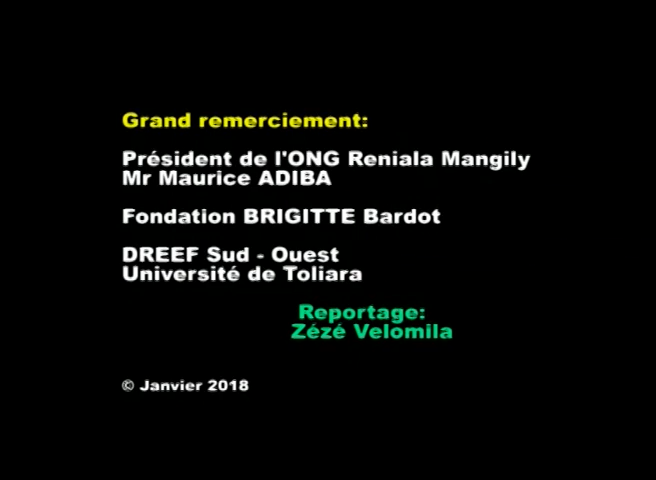 Grand remerciement:
Président de l'ONG Reniala Mangily
Mr Maurice ADIBA
Fondation BRIGITTE Bardot
DREEF Sud - Ouest
Université de Toliara
Reportage:
Zézé Velomila
© Janvier 2018